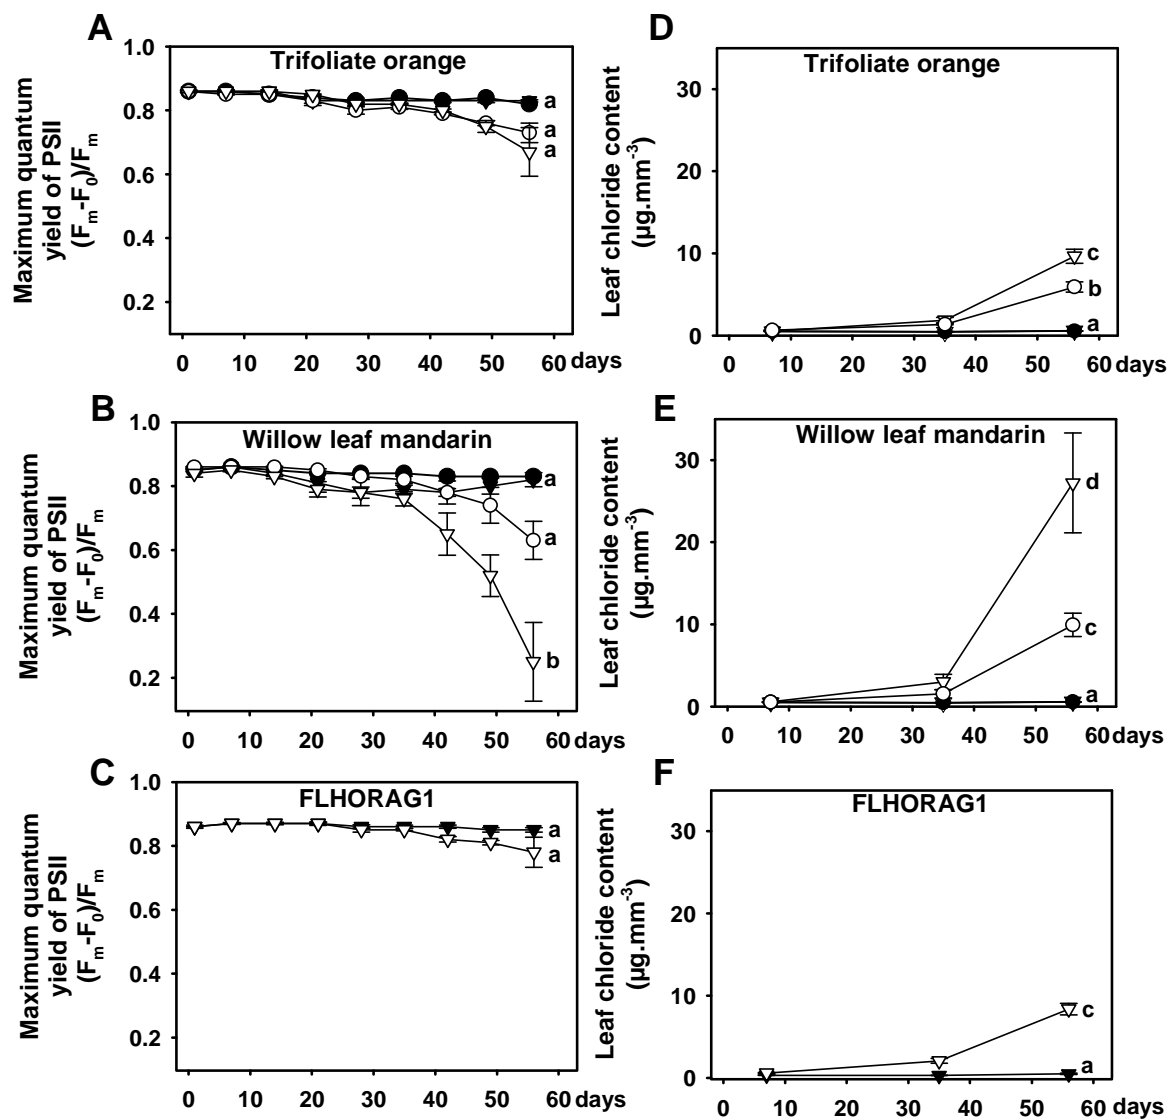 A
Trifoliate orange
Maximum quantum
yield of PSII
(Fm-F0)/Fm
1.0
0.8
0.6
0.4
0.2
a
a
a
0 10 20 30 40 50 60 days
D
Trifoliate orange
Leaf chloride content
(µg.mm-3)
30
20
10
0
c
b
a
0 10 20 30 40 50 60 days
B
Willow leaf mandarin
Maximum quantum
yield of PSII
(Fm-F0)/Fm
1.0
0.8
0.6
0.4
0.2
a
a
b
0 10 20 30 40 50 60 days
E
Willow leaf mandarin
Leaf chloride content
(µg.mm-3)
30
20
10
0
d
c
a
0 10 20 30 40 50 60 days
C
FLHORAG1
Maximum quantum
yield of PSII
(Fm-F0)/Fm
1.0
0.8
0.6
0.4
0.2
a
a
0 10 20 30 40 50 60 days
F
FLHORAG1
Leaf chloride content
(µg.mm-3)
30
20
10
0
c
a
0 10 20 30 40 50 60 days